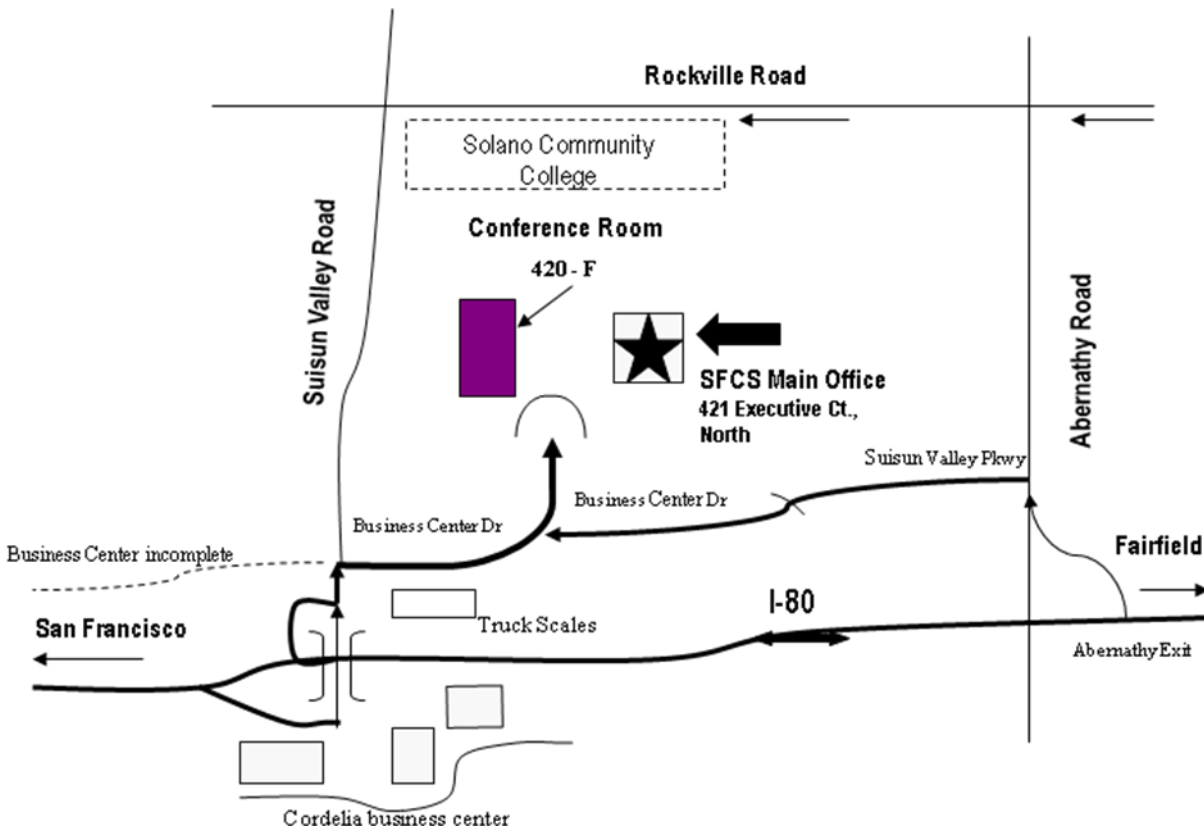 Rockville Road
Solano Community
College
Suisun Valley Road
Conference Room
420 - F
Abernathy Road
SFCS Main Office
421 Executive Ct.,
North
Suisun Valley Pkwy
Business Center Dr
Business Center Dr
Business Center incomplete
Fairfield
I-80
San Francisco
Truck Scales
Abernathy Exit
Cordelia business center